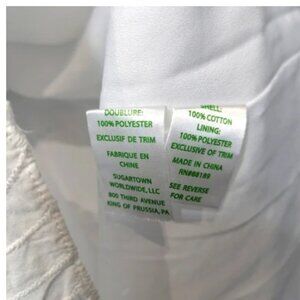 DOUBLURE:
100% POLYESTER
EXCLUSIF DE TRIM
FABRIQUE EN
CHINE
SUGARTOWN
WORLDWIDE, LLC
800 THIRD AVENUE
KING OF PRUSSIA, PA
SHELL:
100% COTTON
LINING:
100% POLYESTER
EXCLUSIVE OF TRIM
MADE IN CHINA
RN#88189
SEE REVERSE
FOR CARE